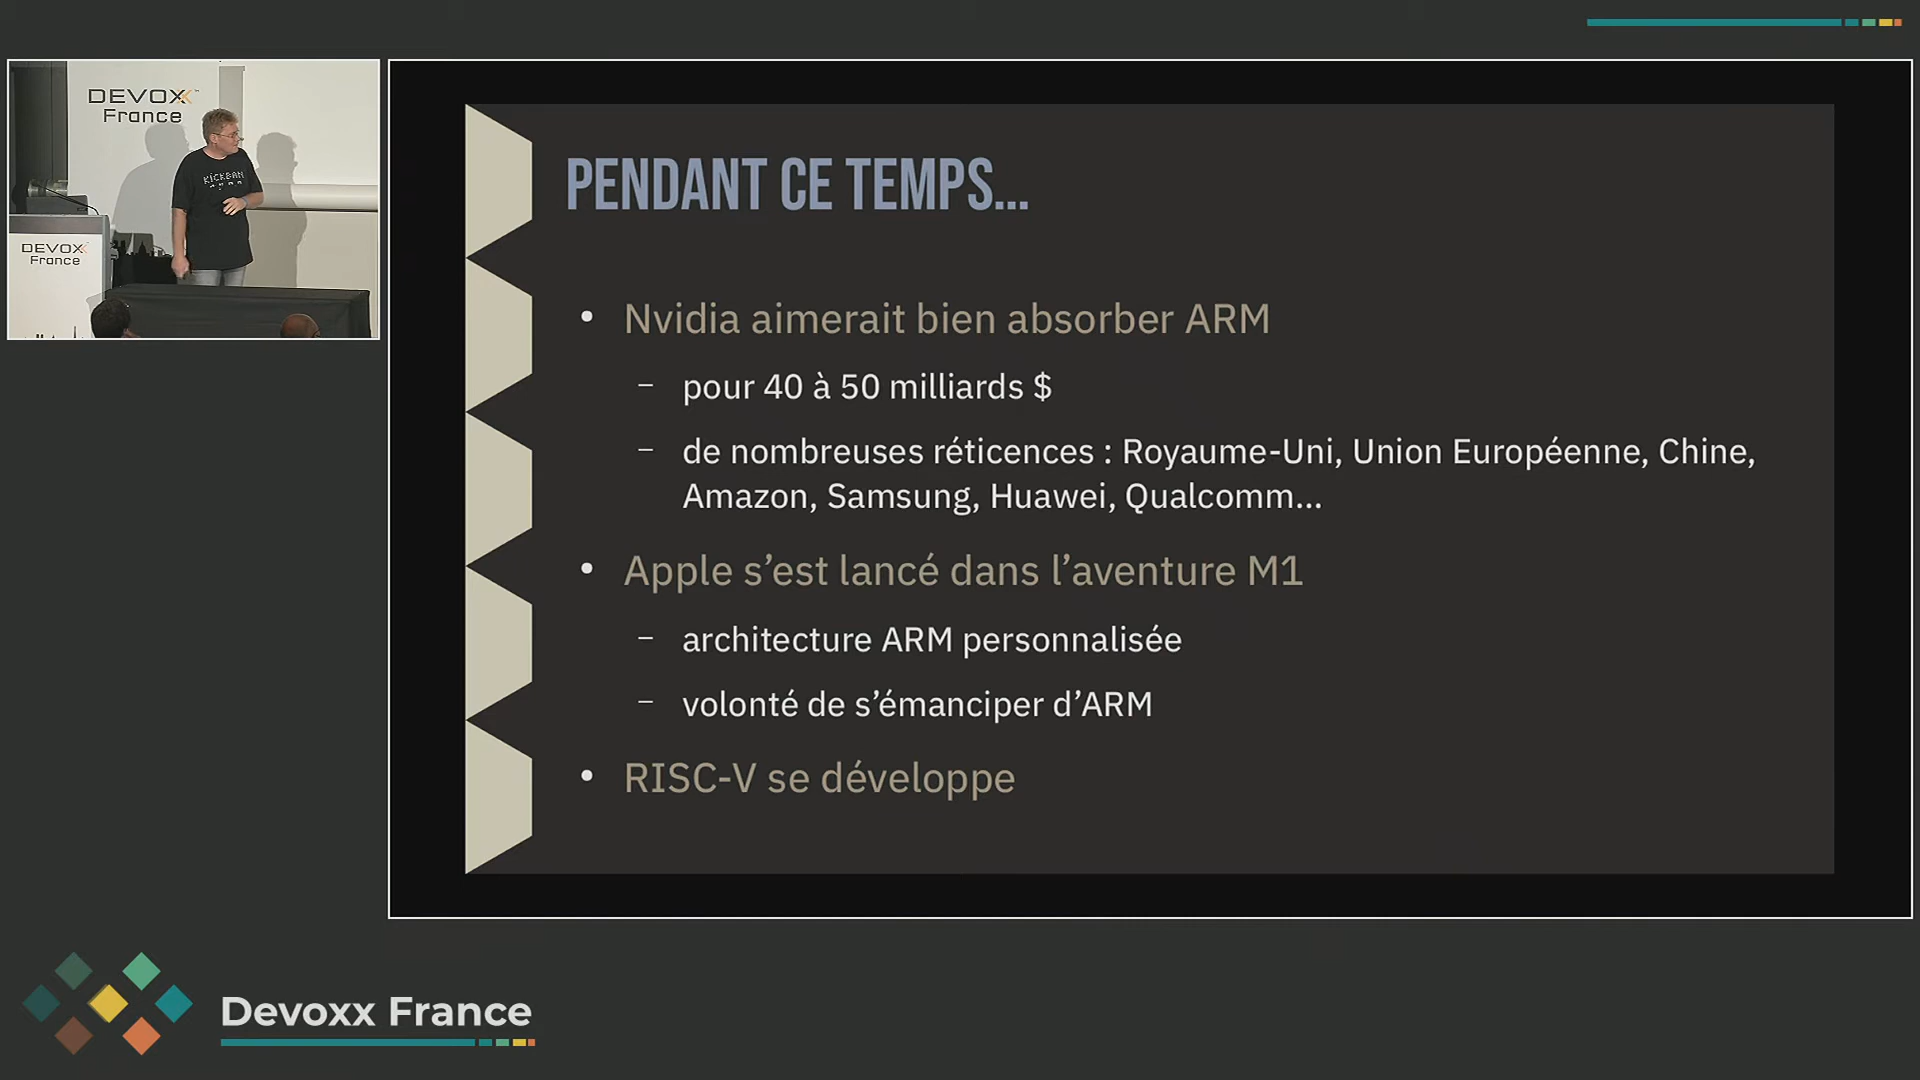 DEVOXX
France
KICKBAN
DEVOXX
France
PENDANT CE TEMPS...
• Nvidia aimerait bien absorber ARM
– pour 40 à 50 milliards $
– de nombreuses réticences : Royaume-Uni, Union Européenne, Chine,
Amazon, Samsung, Huawei, Qualcomm...
• Apple s’est lancé dans l’aventure M1
– architecture ARM personnalisée
– volonté de s’émanciper d’ARM
• RISC-V se développe
Devoxx France